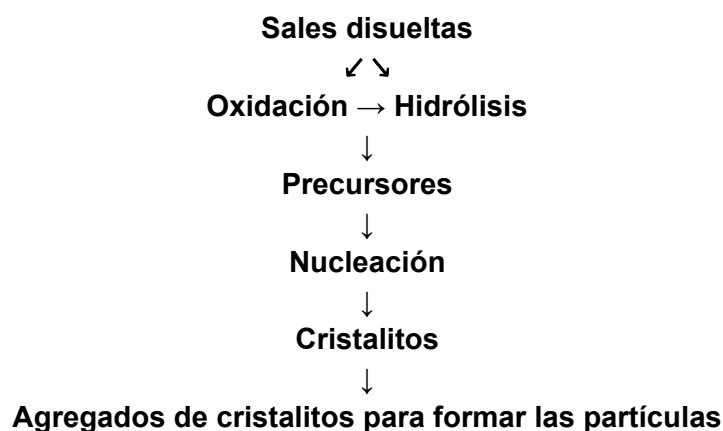 Sales disueltas
↙ ↘
Oxidación → Hidrólisis
↓
Precursores
↓
Nucleación
↓
Cristalitos
↓
Agregados de cristalitos para formar las partículas